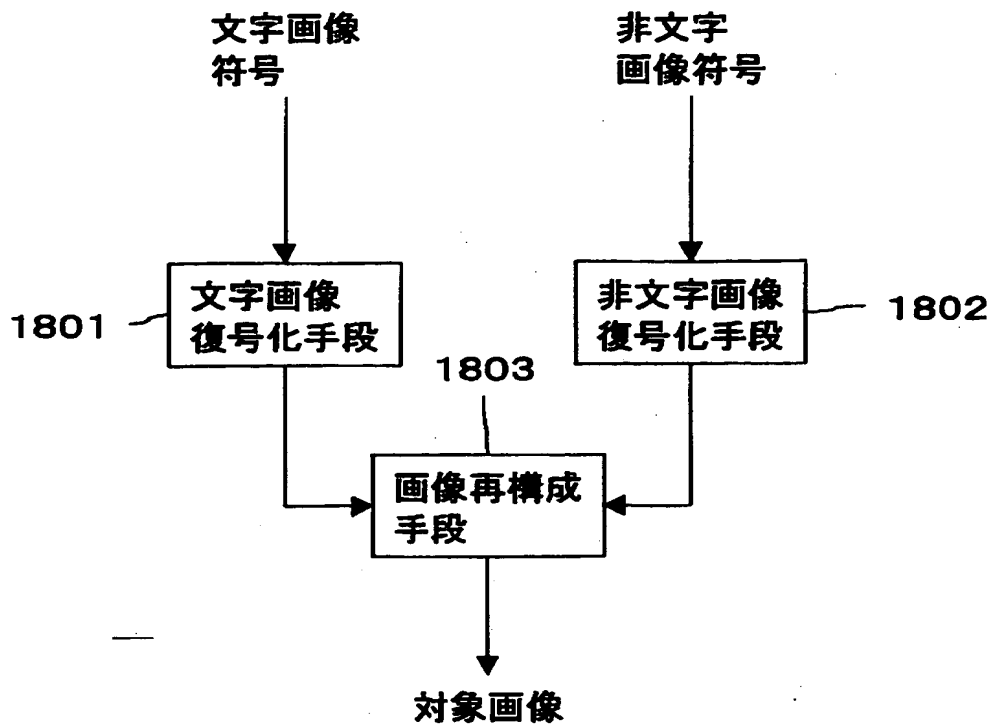 文字画像
符号
非文字
画像符号
文字画像
復号化手段
1801
非文字画像
復号化手段
1802
1803
画像再構成
手段
対象画像